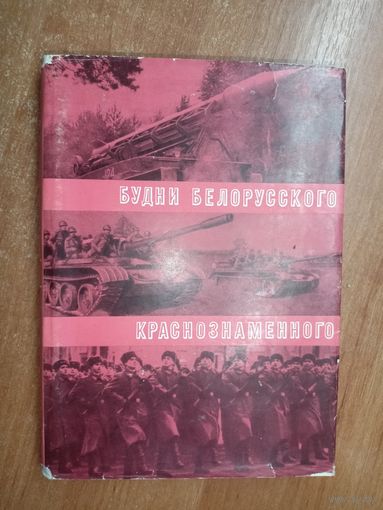 БУДНИ БЕЛОРУССКОГО
КРАСНОЗНАМЕННОГО